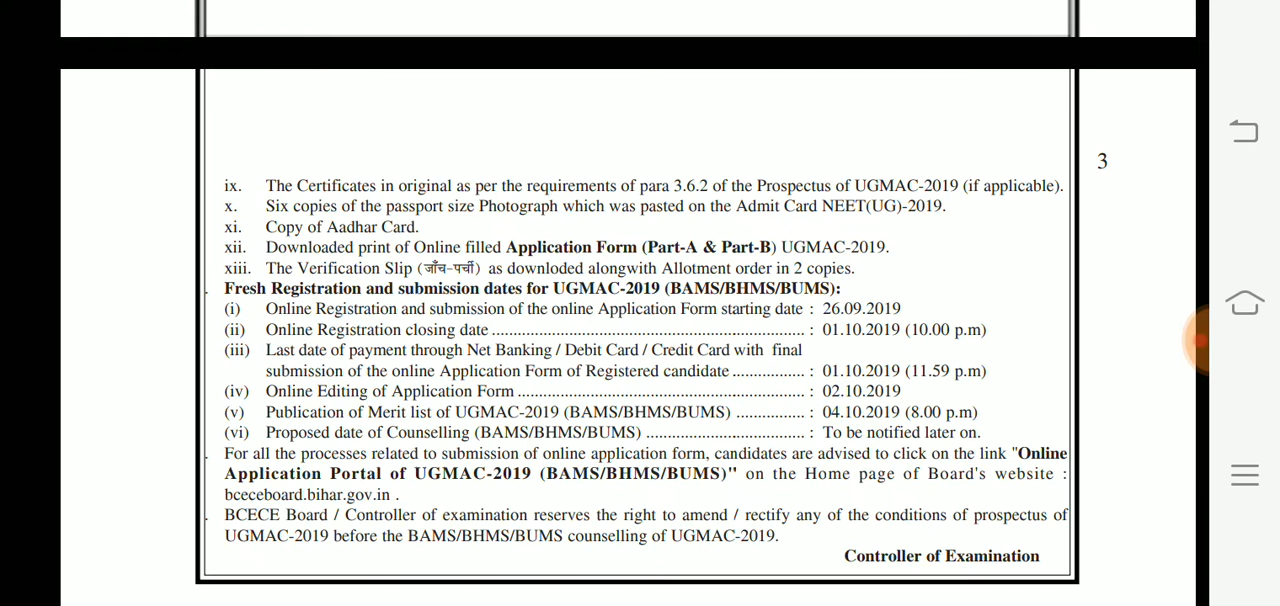 3
ix. The Certificates in original as per the requirements of para 3.6.2 of the Prospectus of UGMAC-2019 (if applicable).
x. Six copies of the passport size Photograph which was pasted on the Admit Card NEET(UG)-2019.
xi. Copy of Aadhar Card.
xii. Downloaded print of Online filled Application Form (Part-A & Part-B) UGMAC-2019.
xiii. The Verification Slip (जाँच-पर्ची) as downloded alongwith Allotment order in 2 copies.
. Fresh Registration and submission dates for UGMAC-2019 (BAMS/BHMS/BUMS):
(i) Online Registration and submission of the online Application Form starting date : 26.09.2019
(ii) Online Registration closing date ........................................................................ : 01.10.2019 (10.00 p.m)
(iii) Last date of payment through Net Banking / Debit Card / Credit Card with final
submission of the online Application Form of Registered candidate ................ : 01.10.2019 (11.59 p.m)
(iv) Online Editing of Application Form .................................................................. : 02.10.2019
(v) Publication of Merit list of UGMAC-2019 (BAMS/BHMS/BUMS) ................ : 04.10.2019 (8.00 p.m)
(vi) Proposed date of Counselling (BAMS/BHMS/BUMS) .................................... : To be notified later on.
. For all the processes related to submission of online application form, candidates are advised to click on the link "Online
Application Portal of UGMAC-2019 (BAMS/BHMS/BUMS)" on the Home page of Board's website :
bceceboard.bihar.gov.in .
. BCECE Board / Controller of examination reserves the right to amend / rectify any of the conditions of prospectus of
UGMAC-2019 before the BAMS/BHMS/BUMS counselling of UGMAC-2019.
Controller of Examination